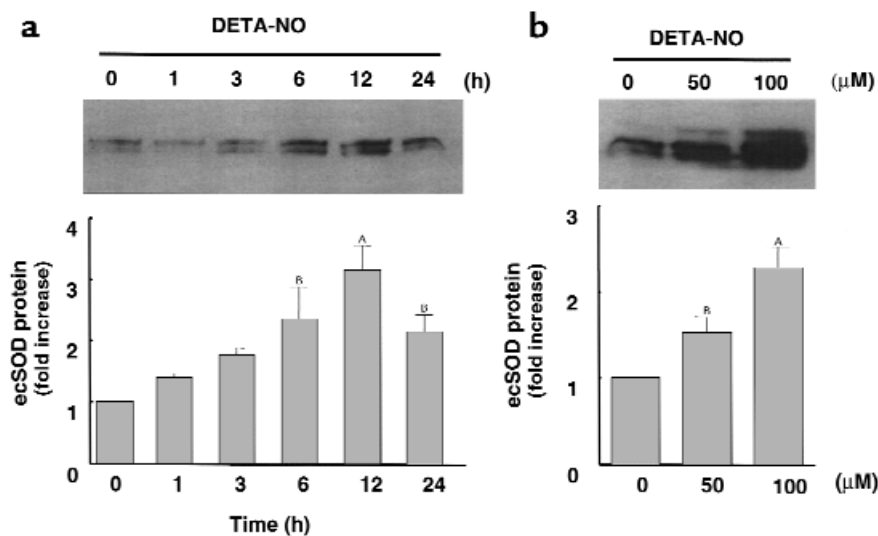 a
DETA-NO
0 1 3 6 12 24 (h)
ecSOD protein
(fold increase)
4
3
2
1
0
B
A
B
0 1 3 6 12 24
Time (h)
b
DETA-NO
0 50 100 (μM)
ecSOD protein
(fold increase)
3
2
1
0
B
A
0 50 100 (μM)